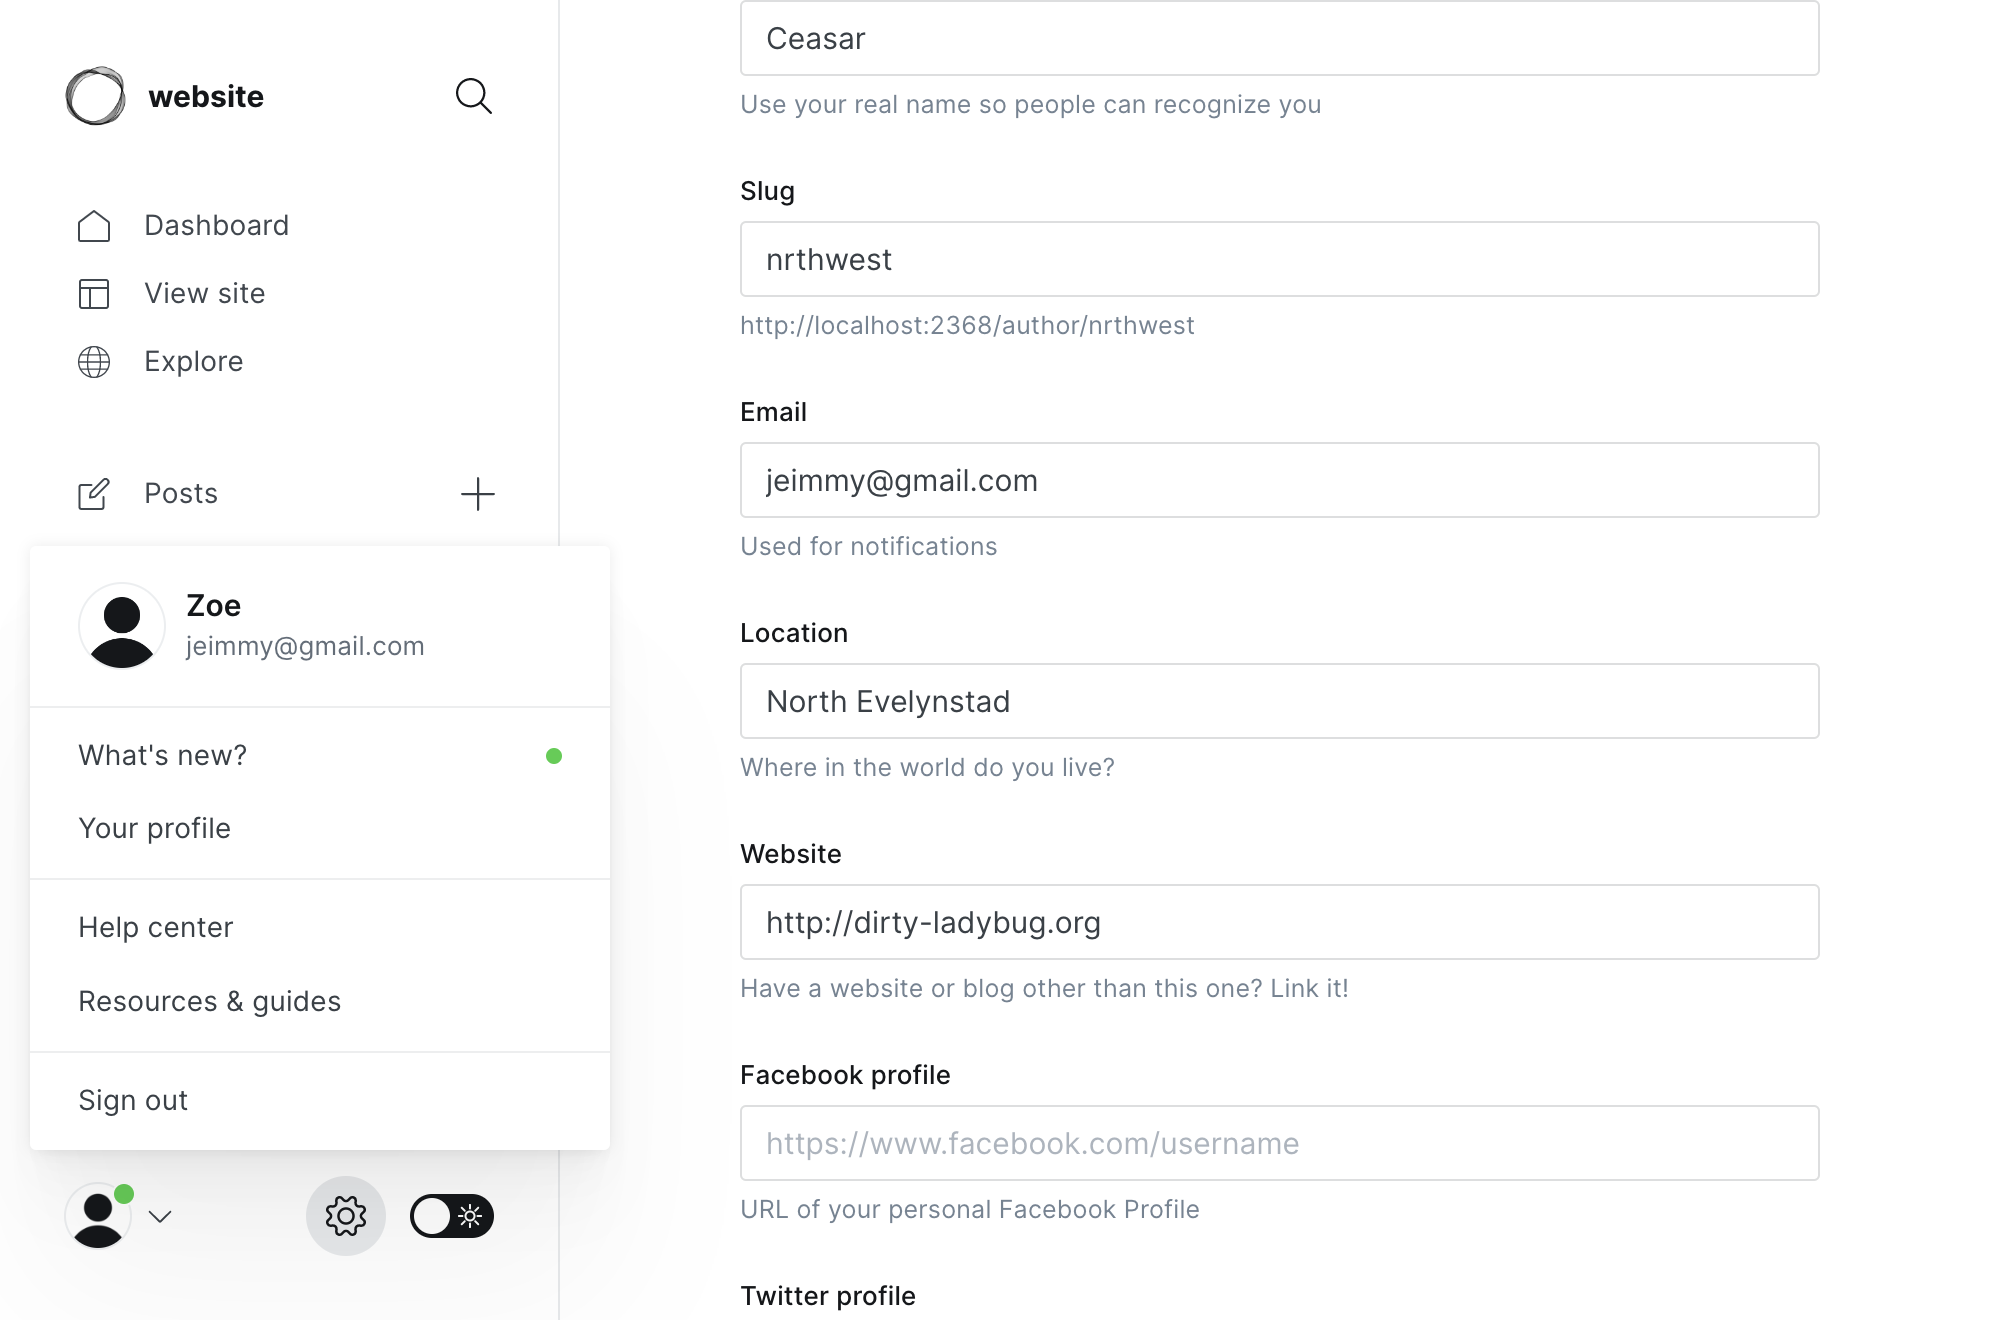 website
Dashboard
View site
Explore
Posts
Zoe
jeimmy@gmail.com
What's new?
Your profile
Help center
Resources & guides
Sign out
Ceasar
Use your real name so people can recognize you
Slug
nrthwest
http://localhost:2368/author/nrthwest
Email
jeimmy@gmail.com
Used for notifications
Location
North Evelynstad
Where in the world do you live?
Website
http://dirty-ladybug.org
Have a website or blog other than this one? Link it!
Facebook profile
https://www.facebook.com/username
URL of your personal Facebook Profile
Twitter profile